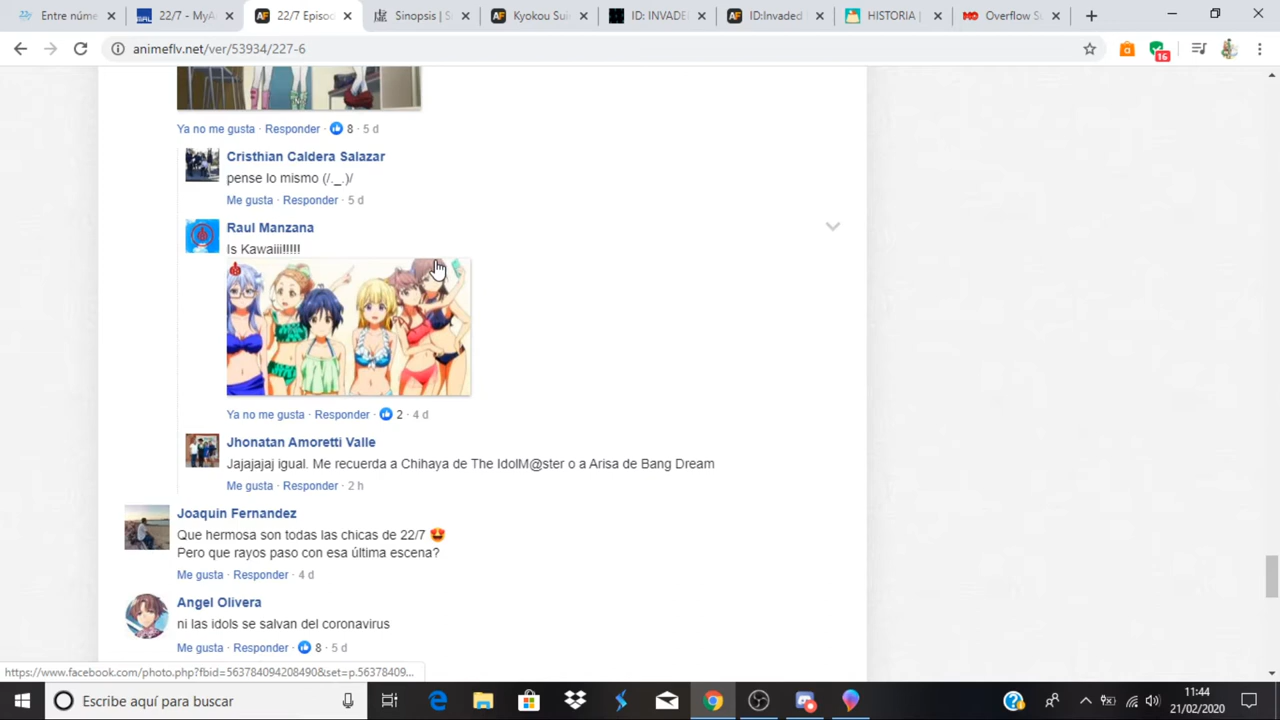 Entre núme
22/7 - MyA
22/7 Episod
Sinopsis | S
Kyokou Sui
ID: INVADE
ID:Invaded
HISTORIA |
Overflow S
animeflv.net/ver/53934/227-6
16
Ya no me gusta · Responder · 8 · 5 d
Cristhian Caldera Salazar
pense lo mismo (/._.)/
Me gusta · Responder · 5 d
Raul Manzana
Is Kawaiii!!!!!
Ya no me gusta · Responder · 2 · 4 d
Jhonatan Amoretti Valle
Jajajajaj igual. Me recuerda a Chihaya de The IdolM@ster o a Arisa de Bang Dream
Me gusta · Responder · 2 h
Joaquin Fernandez
Que hermosa son todas las chicas de 22/7 😍
Pero que rayos paso con esa última escena?
Me gusta · Responder · 4 d
Angel Olivera
ni las idols se salvan del coronavirus
Me gusta · Responder · 8 · 5 d
https://www.facebook.com/photo.php?fbid=563784094208490&set=p.56378409...
Escribe aquí para buscar
11:44
21/02/2020